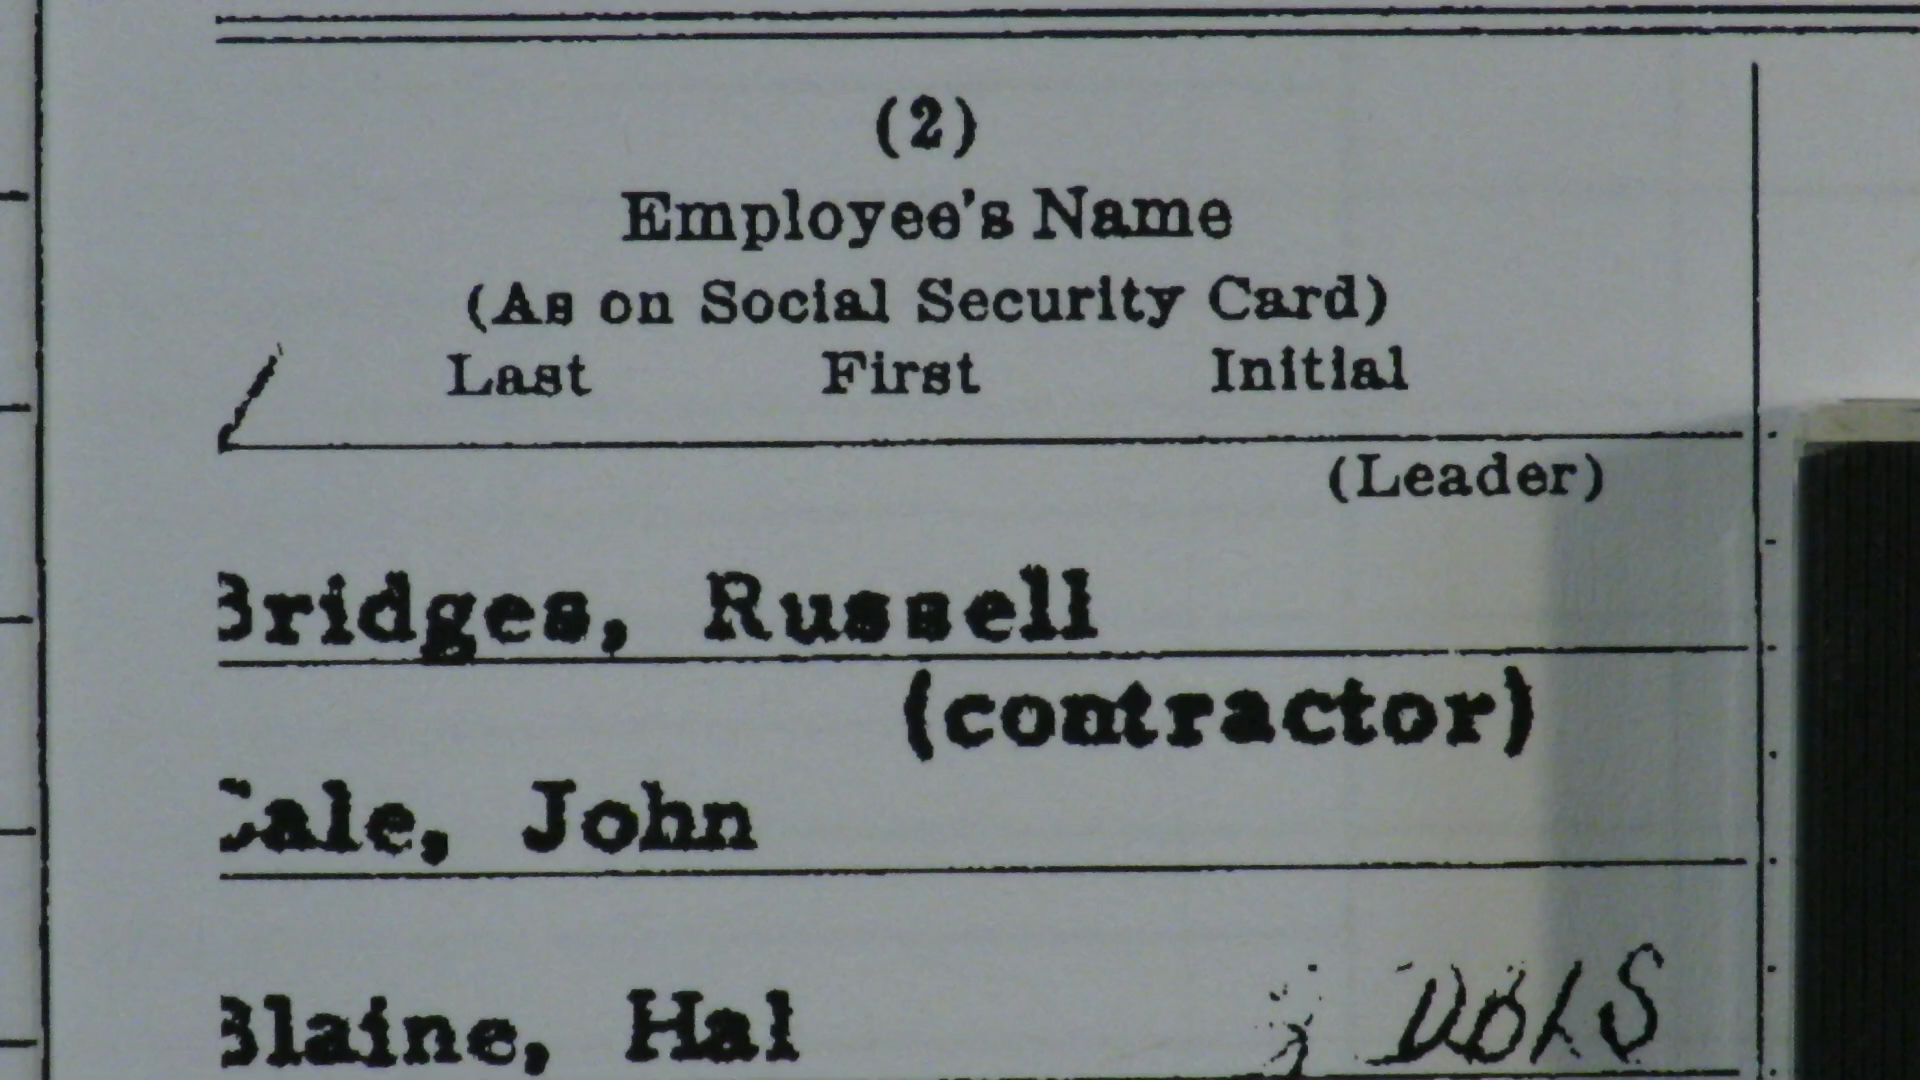 (2)
Employee's Name
(As on Social Security Card)
Last First Initial
(Leader)
Bridges, Russell
(contractor)
Cale, John
Blaine, Hal DBLS